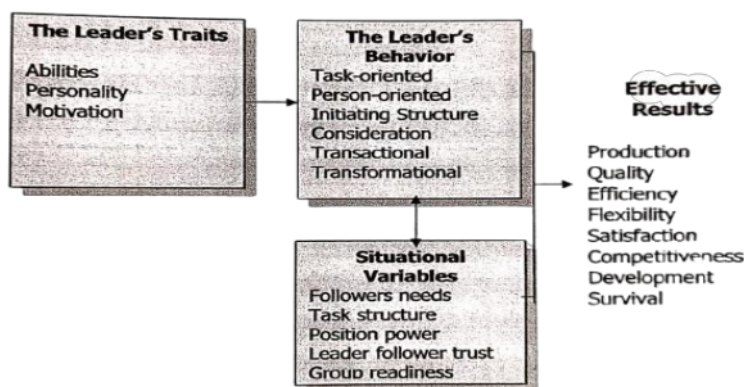 The Leader's Traits
Abilities
Personality
Motivation
The Leader's
Behavior
Task-oriented
Person-oriented
Initiating Structure
Consideration
Transactional
Transformational
Situational
Variables
Followers needs
Task structure
Position power
Leader follower trust
Group readiness
Effective
Results
Production
Quality
Efficiency
Flexibility
Satisfaction
Competitiveness
Development
Survival